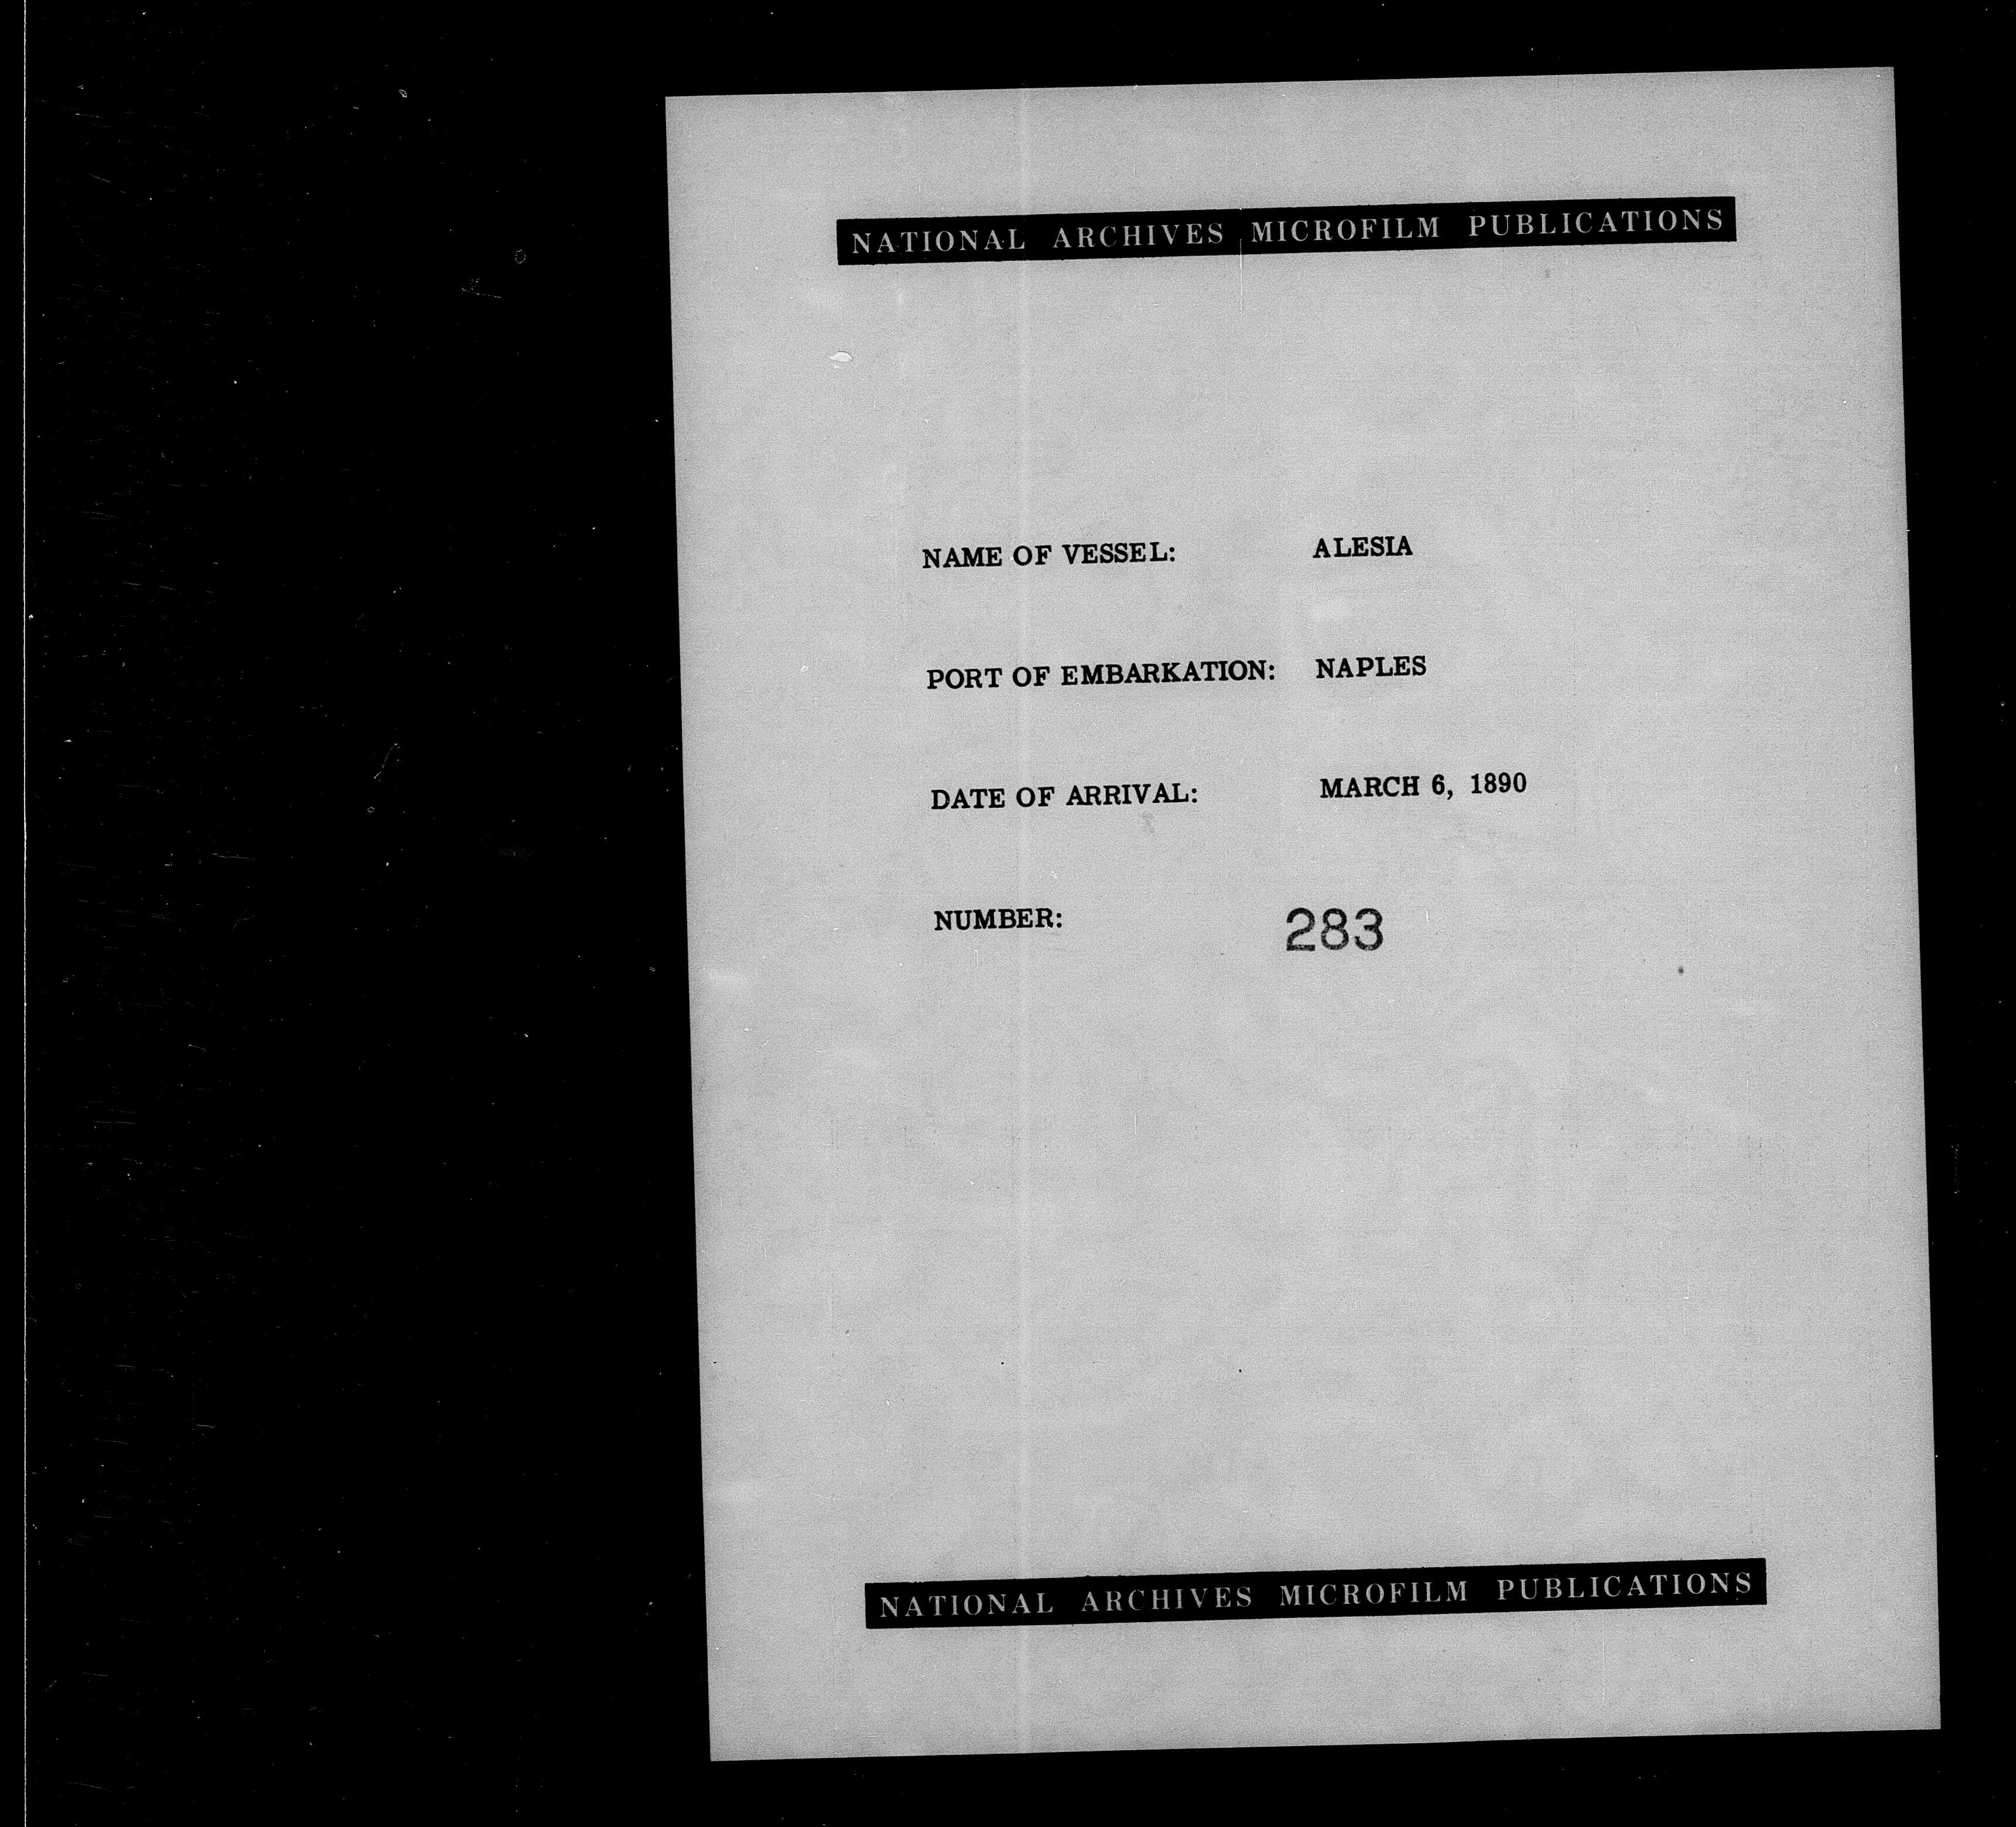 NATIONAL ARCHIVES MICROFILM PUBLICATIONS
NAME OF VESSEL: ALESIA
PORT OF EMBARKATION: NAPLES
DATE OF ARRIVAL: MARCH 6, 1890
NUMBER: 283
NATIONAL ARCHIVES MICROFILM PUBLICATIONS